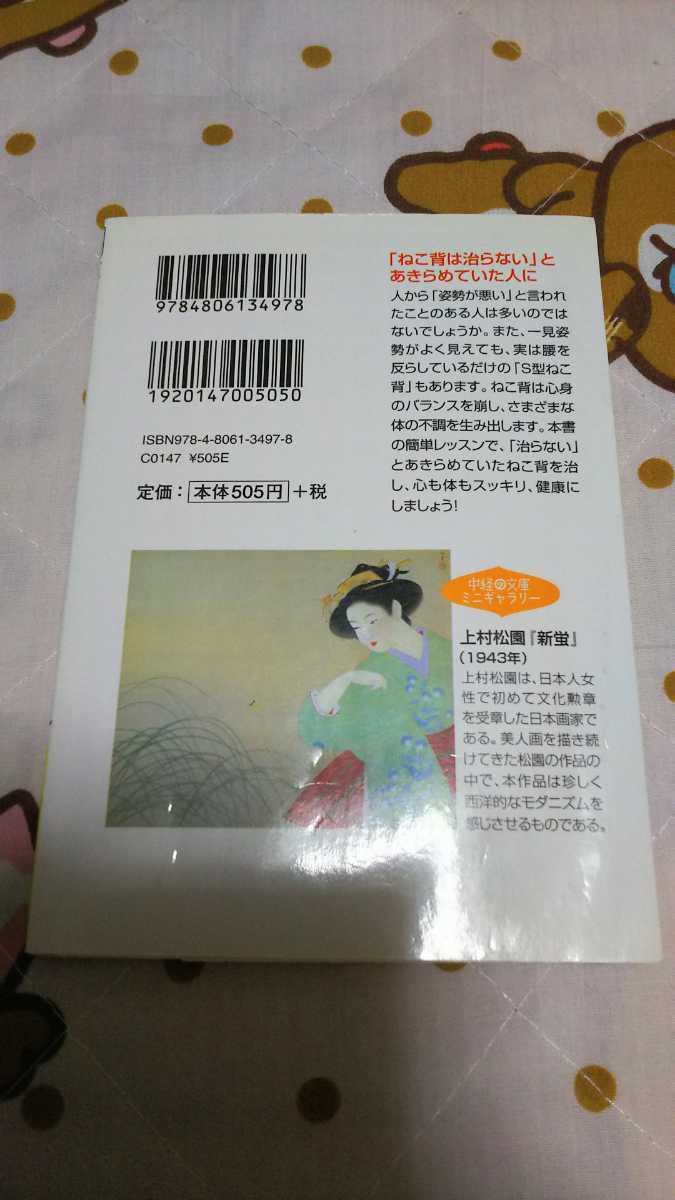 9784806134978
1920147005050
ISBN978-4-8061-3497-8
C0147 ¥505E
定価：本体505円＋税
「ねこ背は治らない」と
あきらめていた人に
人から「姿勢が悪い」と言われ
たことのある人は多いのでは
ないでしょうか。また、一見姿
勢がよく見えても、実は腰を
反らしているだけの「S型ねこ
背」もあります。ねこ背は心身
のバランスを崩し、さまざまな
体の不調を生み出します。本書
の簡単レッスンで、「治らない」
とあきらめていたねこ背を治
し、心も体もスッキリ、健康に
しましょう！
中経の文庫
ミニギャラリー
上村松園『新蛍』
（1943年）
上村松園は、日本人女
性で初めて文化勲章
を受章した日本画家で
ある。美人画を描き続
けてきた松園の作品の
中で、本作品は珍しく
西洋的なモダニズムを
感じさせるものである。